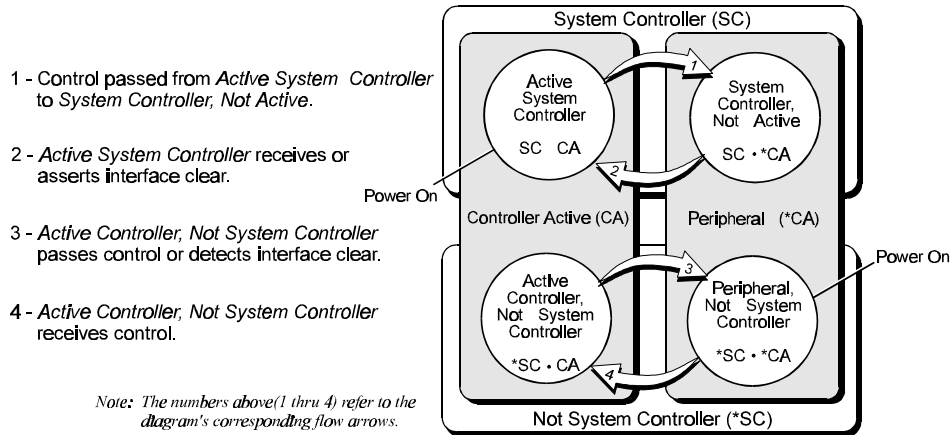 System Controller (SC)
1 - Control passed from Active System Controller
to System Controller, Not Active.
2 - Active System Controller receives or
asserts interface clear.
3 - Active Controller, Not System Controller
passes control or detects interface clear.
4 - Active Controller, Not System Controller
receives control.
Note: The numbers above(1 thru 4) refer to the
diagram's corresponding flow arrows.
Active
System
Controller
SC CA
1
System
Controller,
Not Active
SC · *CA
2
Power On
Controller Active (CA)
Peripheral (*CA)
Active
Controller,
Not System
Controller
*SC · CA
3
Peripheral,
Not System
Controller
*SC · *CA
4
Power On
Not System Controller (*SC)